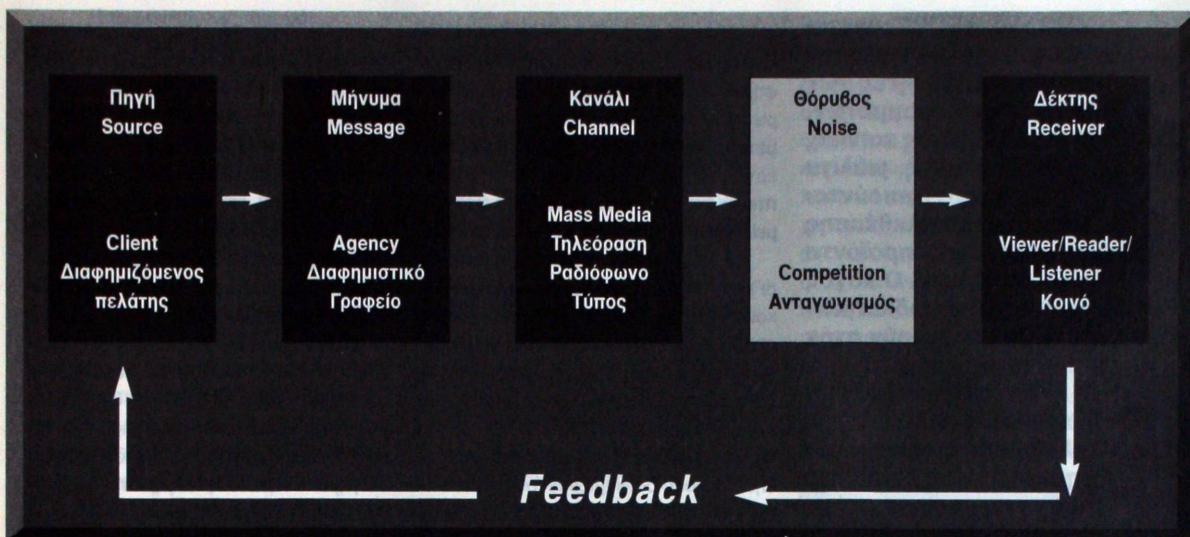 Πηγή
Source
Client
Διαφημιζόμενος
πελάτης
Μήνυμα
Message
Agency
Διαφημιστικό
Γραφείο
Κανάλι
Channel
Mass Media
Τηλεόραση
Ραδιόφωνο
Τύπος
Θόρυβος
Noise
Competition
Ανταγωνισμός
Δέκτης
Receiver
Viewer/Reader/
Listener
Κοινό
Feedback